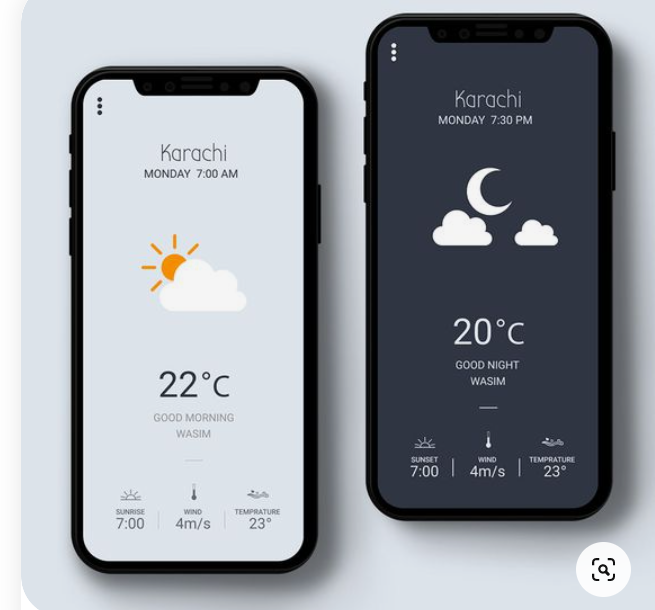 Karachi
MONDAY 7:00 AM
22°C
GOOD MORNING
WASIM
SUNRISE WIND TEMPRATURE
7:00 4m/s 23°
Karachi
MONDAY 7:30 PM
20°C
GOOD NIGHT
WASIM
SUNSET WIND TEMPRATURE
7:00 4m/s 23°